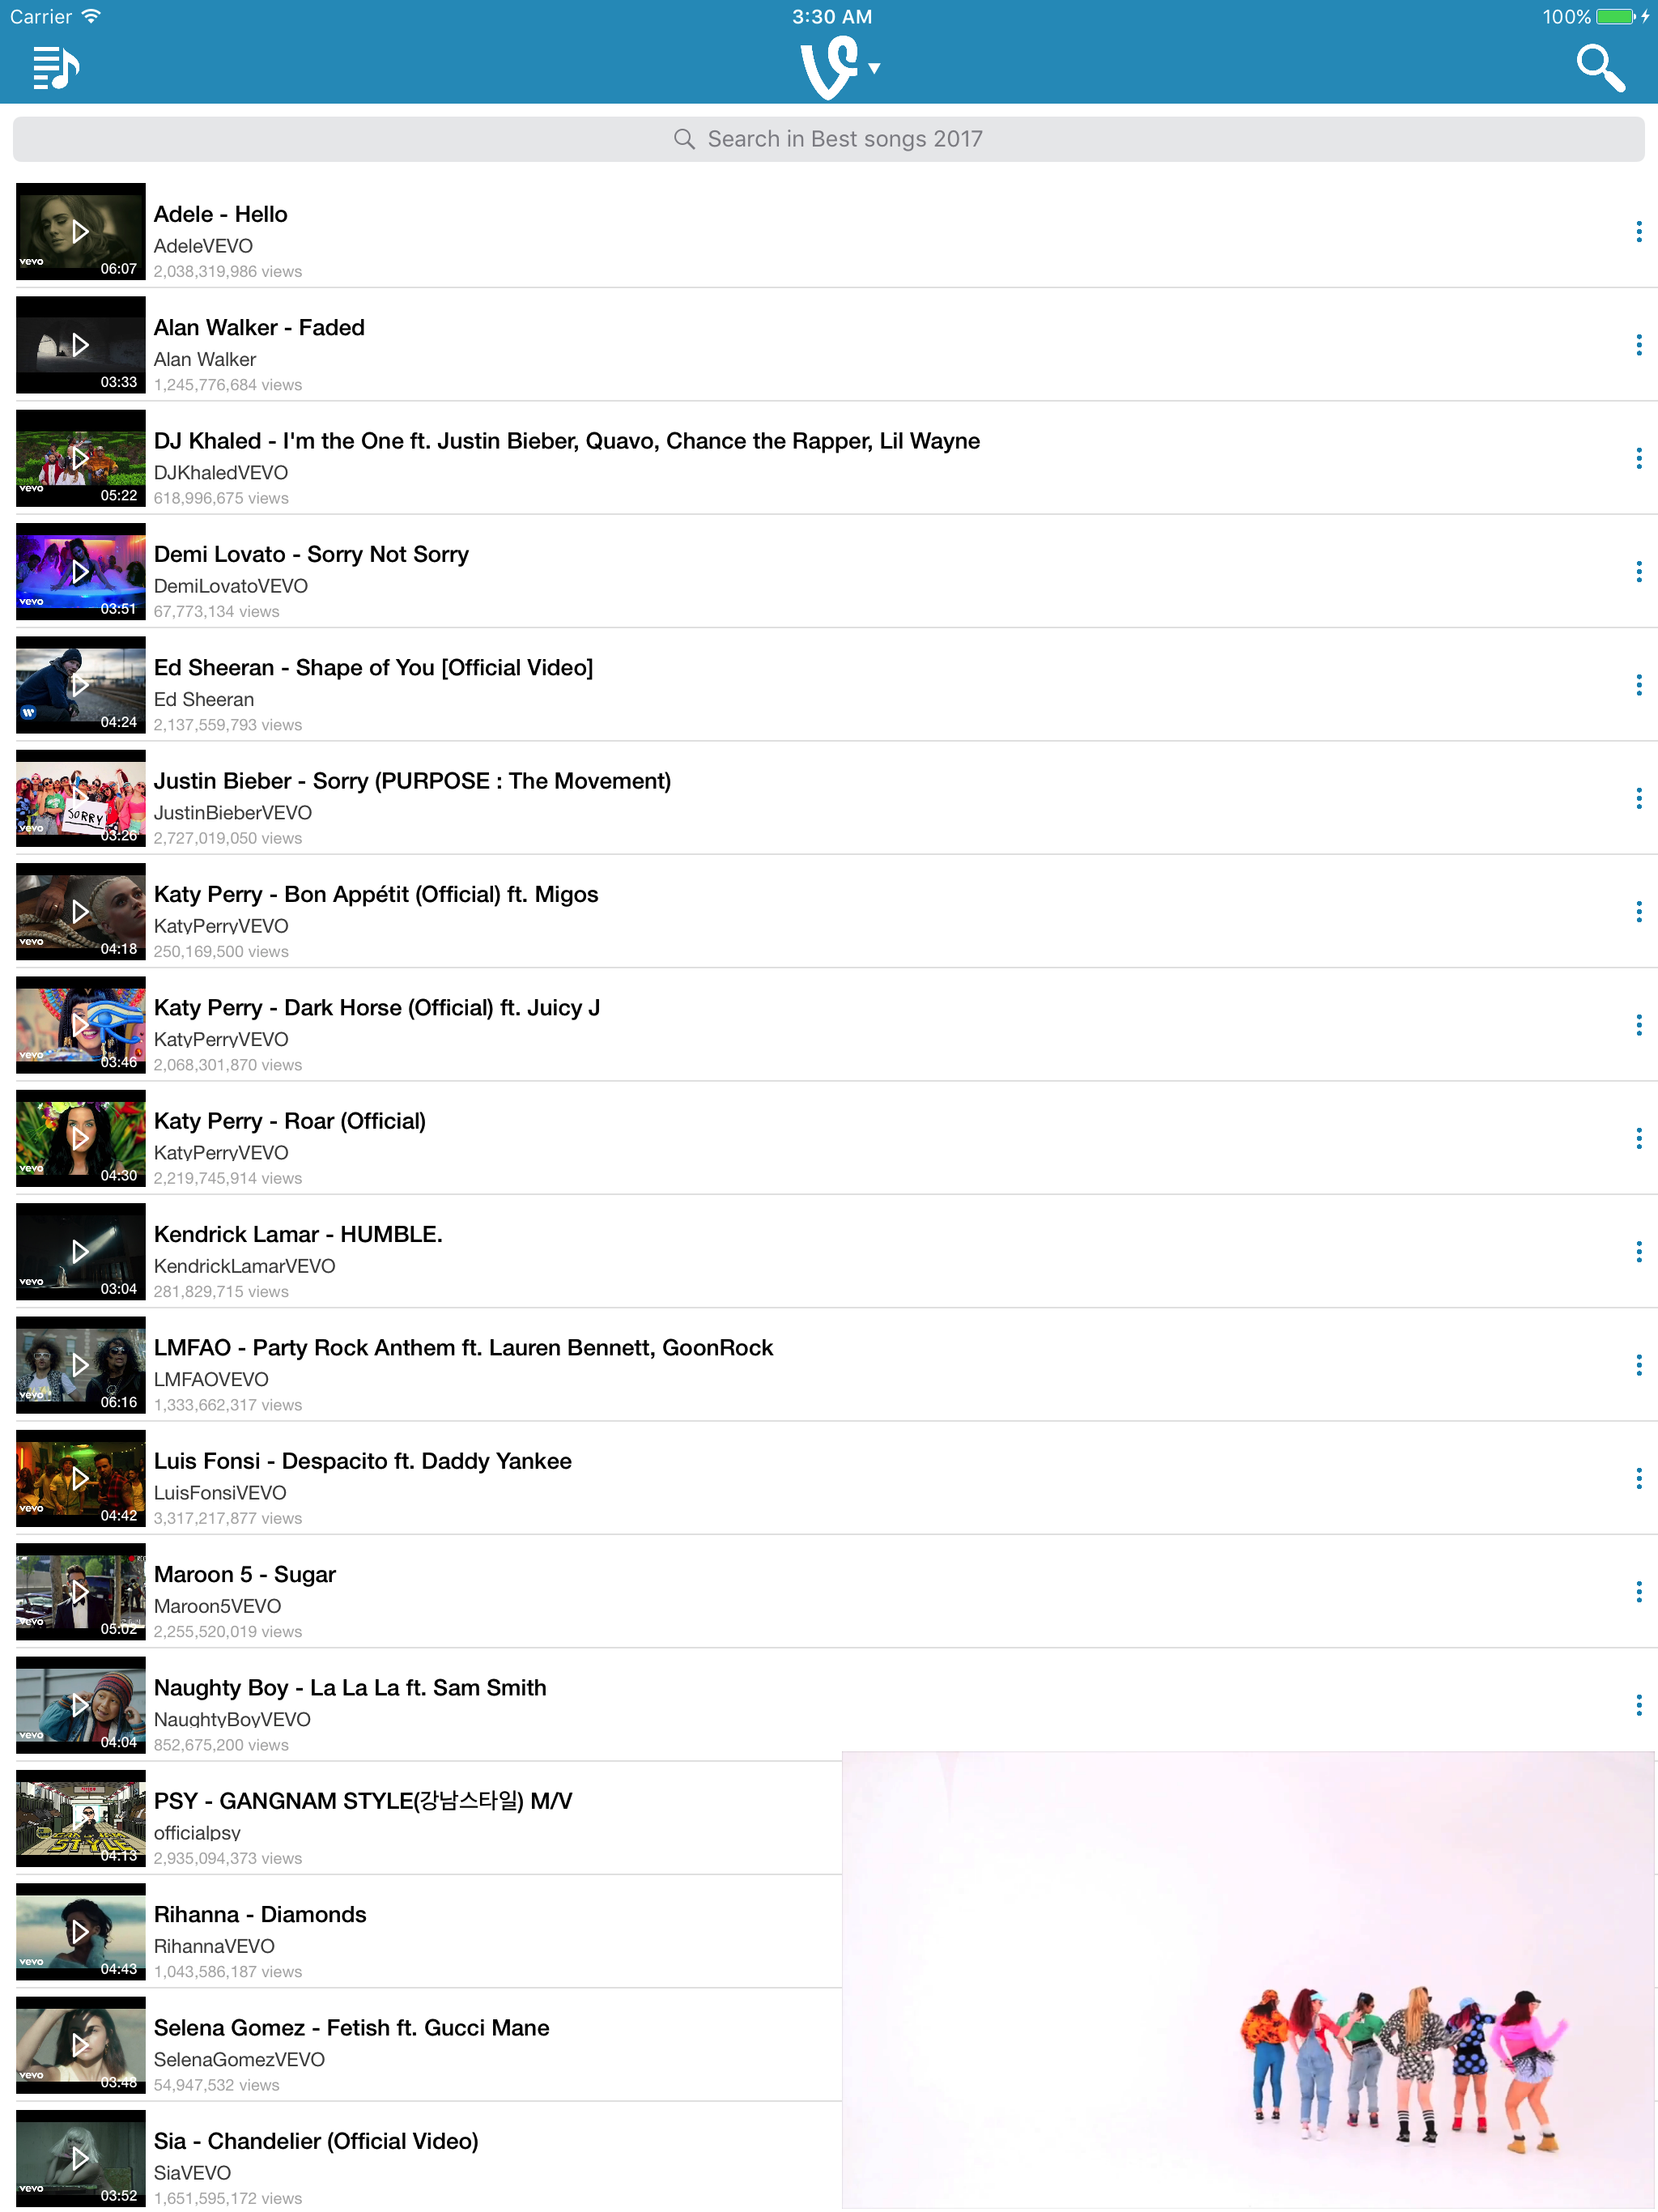 Carrier 3:30 AM 100%
Search in Best songs 2017
Adele - Hello
AdeleVEVO
vevo 06:07
2,038,319,986 views
Alan Walker - Faded
Alan Walker
03:33
1,245,776,684 views
DJ Khaled - I'm the One ft. Justin Bieber, Quavo, Chance the Rapper, Lil Wayne
DJKhaledVEVO
vevo 05:22
618,996,675 views
Demi Lovato - Sorry Not Sorry
DemiLovatoVEVO
vevo 03:51
67,773,134 views
Ed Sheeran - Shape of You [Official Video]
Ed Sheeran
04:24
2,137,559,793 views
Justin Bieber - Sorry (PURPOSE : The Movement)
JustinBieberVEVO
SORRY
vevo 03:26
2,727,019,050 views
Katy Perry - Bon Appétit (Official) ft. Migos
KatyPerryVEVO
vevo 04:18
250,169,500 views
Katy Perry - Dark Horse (Official) ft. Juicy J
KatyPerryVEVO
vevo 03:46
2,068,301,870 views
Katy Perry - Roar (Official)
KatyPerryVEVO
vevo 04:30
2,219,745,914 views
Kendrick Lamar - HUMBLE.
KendrickLamarVEVO
vevo 03:04
281,829,715 views
LMFAO - Party Rock Anthem ft. Lauren Bennett, GoonRock
LMFAOVEVO
vevo 06:16
1,333,662,317 views
Luis Fonsi - Despacito ft. Daddy Yankee
LuisFonsiVEVO
vevo 04:42
3,317,217,877 views
Maroon 5 - Sugar
Maroon5VEVO
vevo 05:02
2,255,520,019 views
Naughty Boy - La La La ft. Sam Smith
NaughtyBoyVEVO
vevo 04:04
852,675,200 views
PSY - GANGNAM STYLE(강남스타일) M/V
officialpsy
STYLE
04:13
2,935,094,373 views
Rihanna - Diamonds
RihannaVEVO
vevo 04:43
1,043,586,187 views
Selena Gomez - Fetish ft. Gucci Mane
SelenaGomezVEVO
vevo 03:48
54,947,532 views
Sia - Chandelier (Official Video)
SiaVEVO
vevo 03:52
1,651,595,172 views